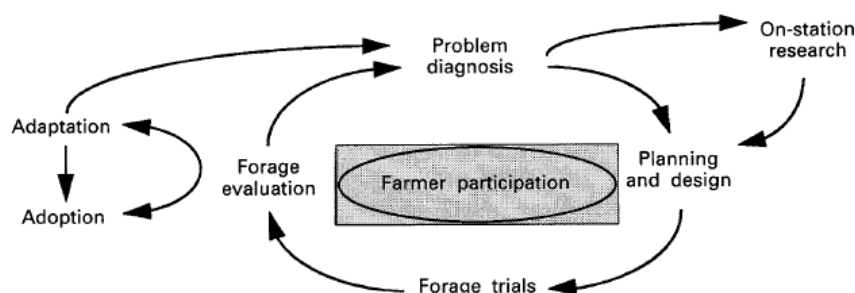 Problem
diagnosis
On-station
research
Adaptation
Forage
evaluation
Farmer participation
Planning
and design
Adoption
Forage trials